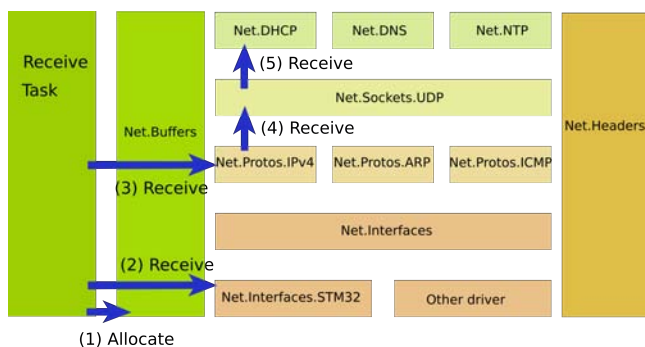 Receive
Task
Net.Buffers
Net.DHCP
Net.DNS
Net.NTP
(5) Receive
Net.Sockets.UDP
(4) Receive
Net.Headers
Net.Protos.IPv4
Net.Protos.ARP
Net.Protos.ICMP
(3) Receive
Net.Interfaces
(2) Receive
Net.Interfaces.STM32
Other driver
(1) Allocate